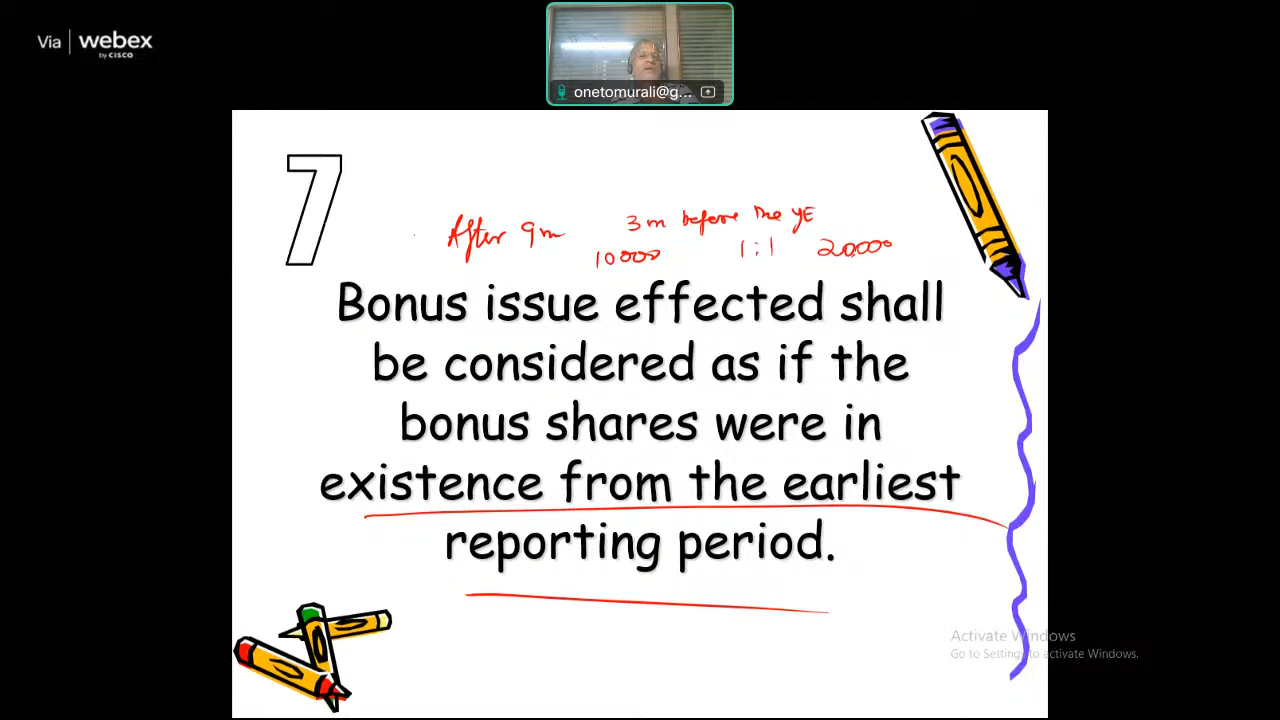 Via webex
by CISCO
onetomurali@g...
7
After 9m 3m before the YE
10000 1:1 20,000
Bonus issue effected shall
be considered as if the
bonus shares were in
existence from the earliest
reporting period.
Activate Windows
Go to Settings to activate Windows.